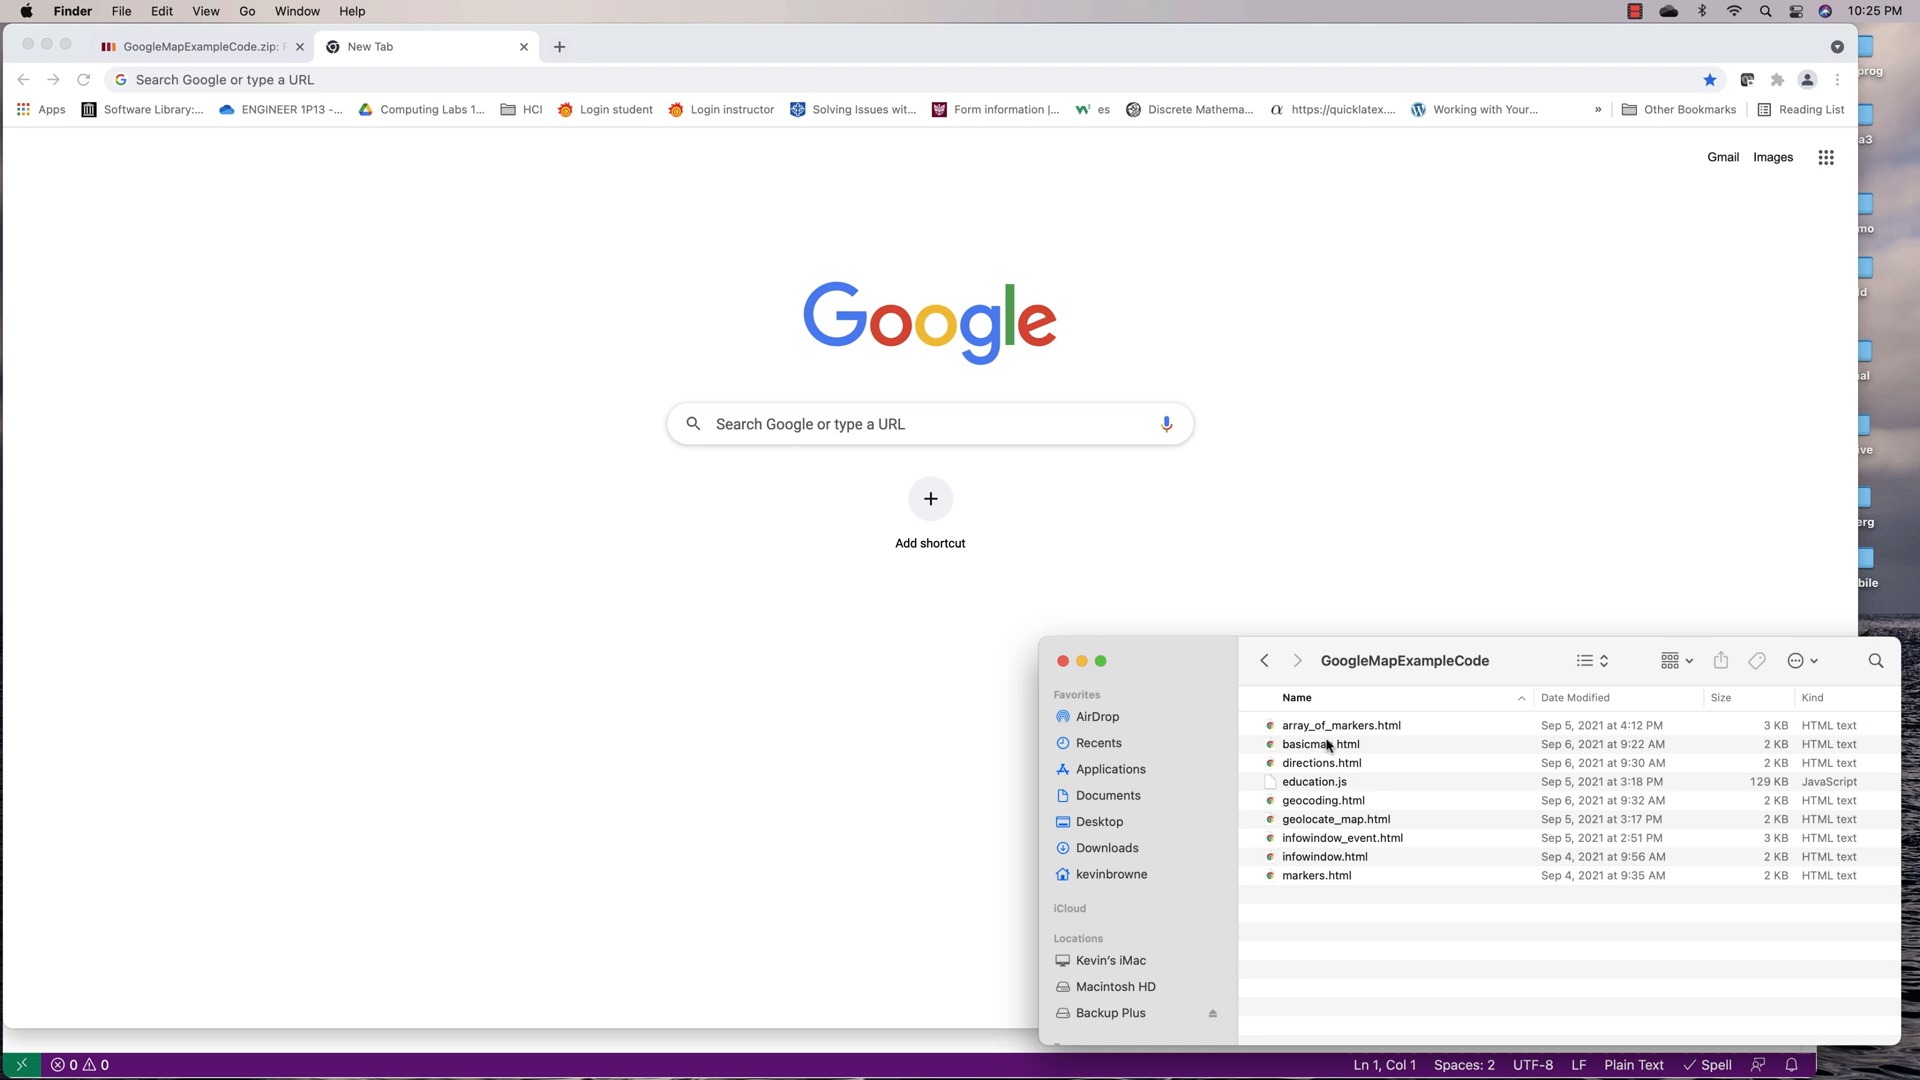 Finder File Edit View Go Window Help 10:25 PM
GoogleMapExampleCode.zip: New Tab
Search Google or type a URL
Apps Software Library:... ENGINEER 1P13 -... Computing Labs 1... HCI Login student Login instructor Solving Issues wit... Form information |... es Discrete Mathema... https://quicklatex.... Working with Your... » Other Bookmarks Reading List
Gmail Images
Google
Search Google or type a URL
Add shortcut
prog
a3
mo
ld
al
ive
erg
bile
GoogleMapExampleCode
Favorites
AirDrop
Recents
Applications
Documents
Desktop
Downloads
kevinbrowne
iCloud
Locations
Kevin's iMac
Macintosh HD
Backup Plus
Name Date Modified Size Kind
array_of_markers.html Sep 5, 2021 at 4:12 PM 3 KB HTML text
basicmap.html Sep 6, 2021 at 9:22 AM 2 KB HTML text
directions.html Sep 6, 2021 at 9:30 AM 2 KB HTML text
education.js Sep 5, 2021 at 3:18 PM 129 KB JavaScript
geocoding.html Sep 6, 2021 at 9:32 AM 2 KB HTML text
geolocate_map.html Sep 5, 2021 at 3:17 PM 2 KB HTML text
infowindow_event.html Sep 5, 2021 at 2:51 PM 3 KB HTML text
infowindow.html Sep 4, 2021 at 9:56 AM 2 KB HTML text
markers.html Sep 4, 2021 at 9:35 AM 2 KB HTML text
0 0 Ln 1, Col 1 Spaces: 2 UTF-8 LF Plain Text Spell